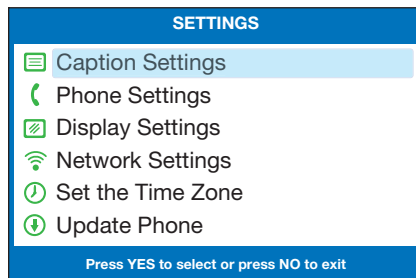 SETTINGS
Caption Settings
Phone Settings
Display Settings
Network Settings
Set the Time Zone
Update Phone
Press YES to select or press NO to exit